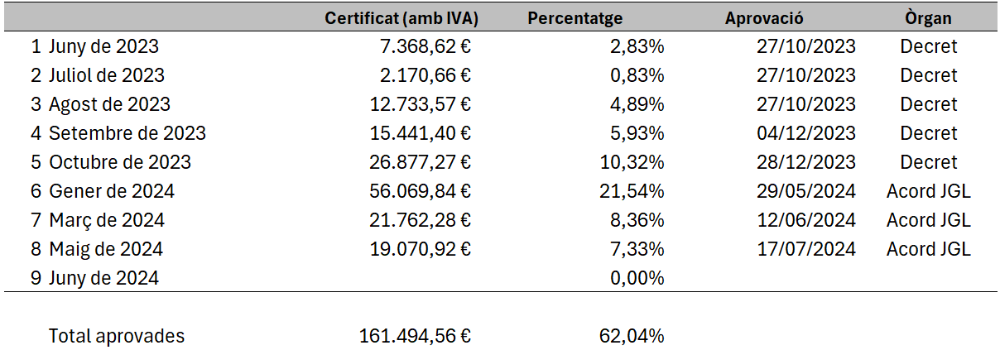 Certificat (amb IVA) Percentatge Aprovació Òrgan
1 Juny de 2023 7.368,62 € 2,83% 27/10/2023 Decret
2 Juliol de 2023 2.170,66 € 0,83% 27/10/2023 Decret
3 Agost de 2023 12.733,57 € 4,89% 27/10/2023 Decret
4 Setembre de 2023 15.441,40 € 5,93% 04/12/2023 Decret
5 Octubre de 2023 26.877,27 € 10,32% 28/12/2023 Decret
6 Gener de 2024 56.069,84 € 21,54% 29/05/2024 Acord JGL
7 Març de 2024 21.762,28 € 8,36% 12/06/2024 Acord JGL
8 Maig de 2024 19.070,92 € 7,33% 17/07/2024 Acord JGL
9 Juny de 2024 0,00%
Total aprovades 161.494,56 € 62,04%